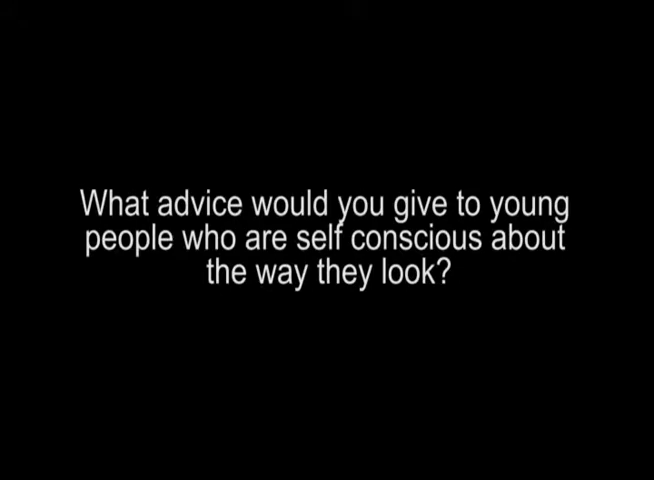 What advice would you give to young
people who are self conscious about
the way they look?